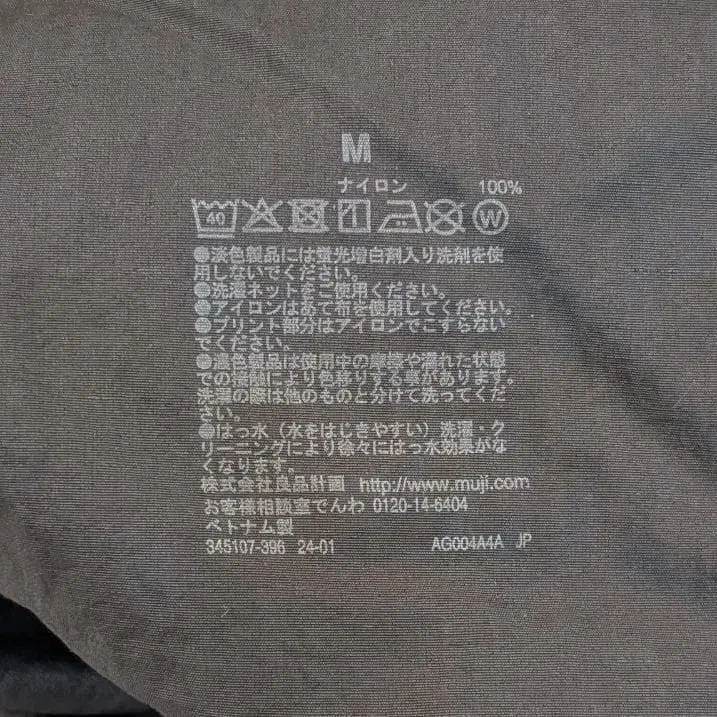 M
ナイロン 100%
40
W
●淡色製品には蛍光増白剤入り洗剤を使
用しないでください。
●洗濯ネットをご使用ください。
●アイロンはあて布を使用してください。
●プリント部分はアイロンでこすらない
でください。
●濃色製品は使用中の摩擦や濡れた状態
での接触により色移りする事があります。
洗濯の際は他のものと分けて洗ってくだ
さい。
●はっ水（水をはじきやすい）洗濯・ク
リーニングにより徐々にはっ水効果がな
くなります。
株式会社良品計画 http://www.muji.com
お客様相談室でんわ 0120-14-6404
ベトナム製
345107-396 24-01 AG004A4A JP